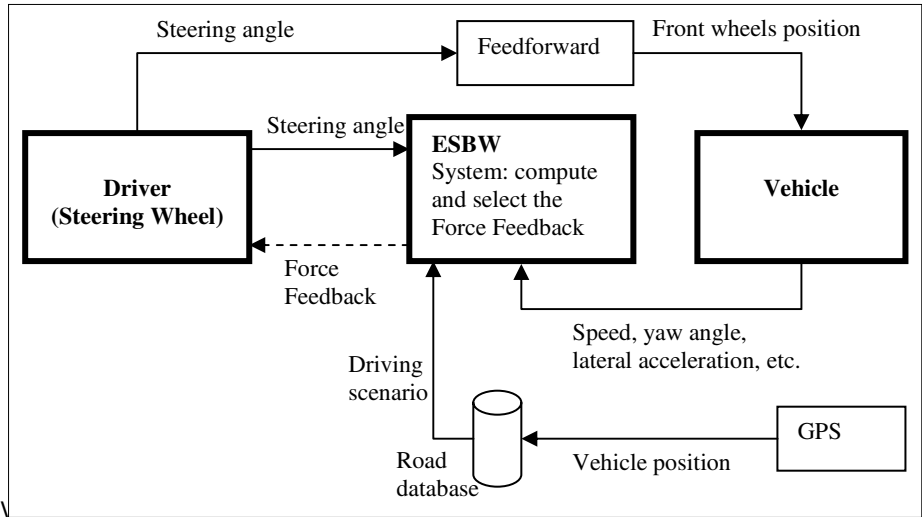 Steering angle
Feedforward
Front wheels position
Steering angle
Driver
(Steering Wheel)
ESBW
System: compute
and select the
Force Feedback
Vehicle
Force
Feedback
Speed, yaw angle,
lateral acceleration, etc.
Driving
scenario
GPS
Road
database
Vehicle position
\